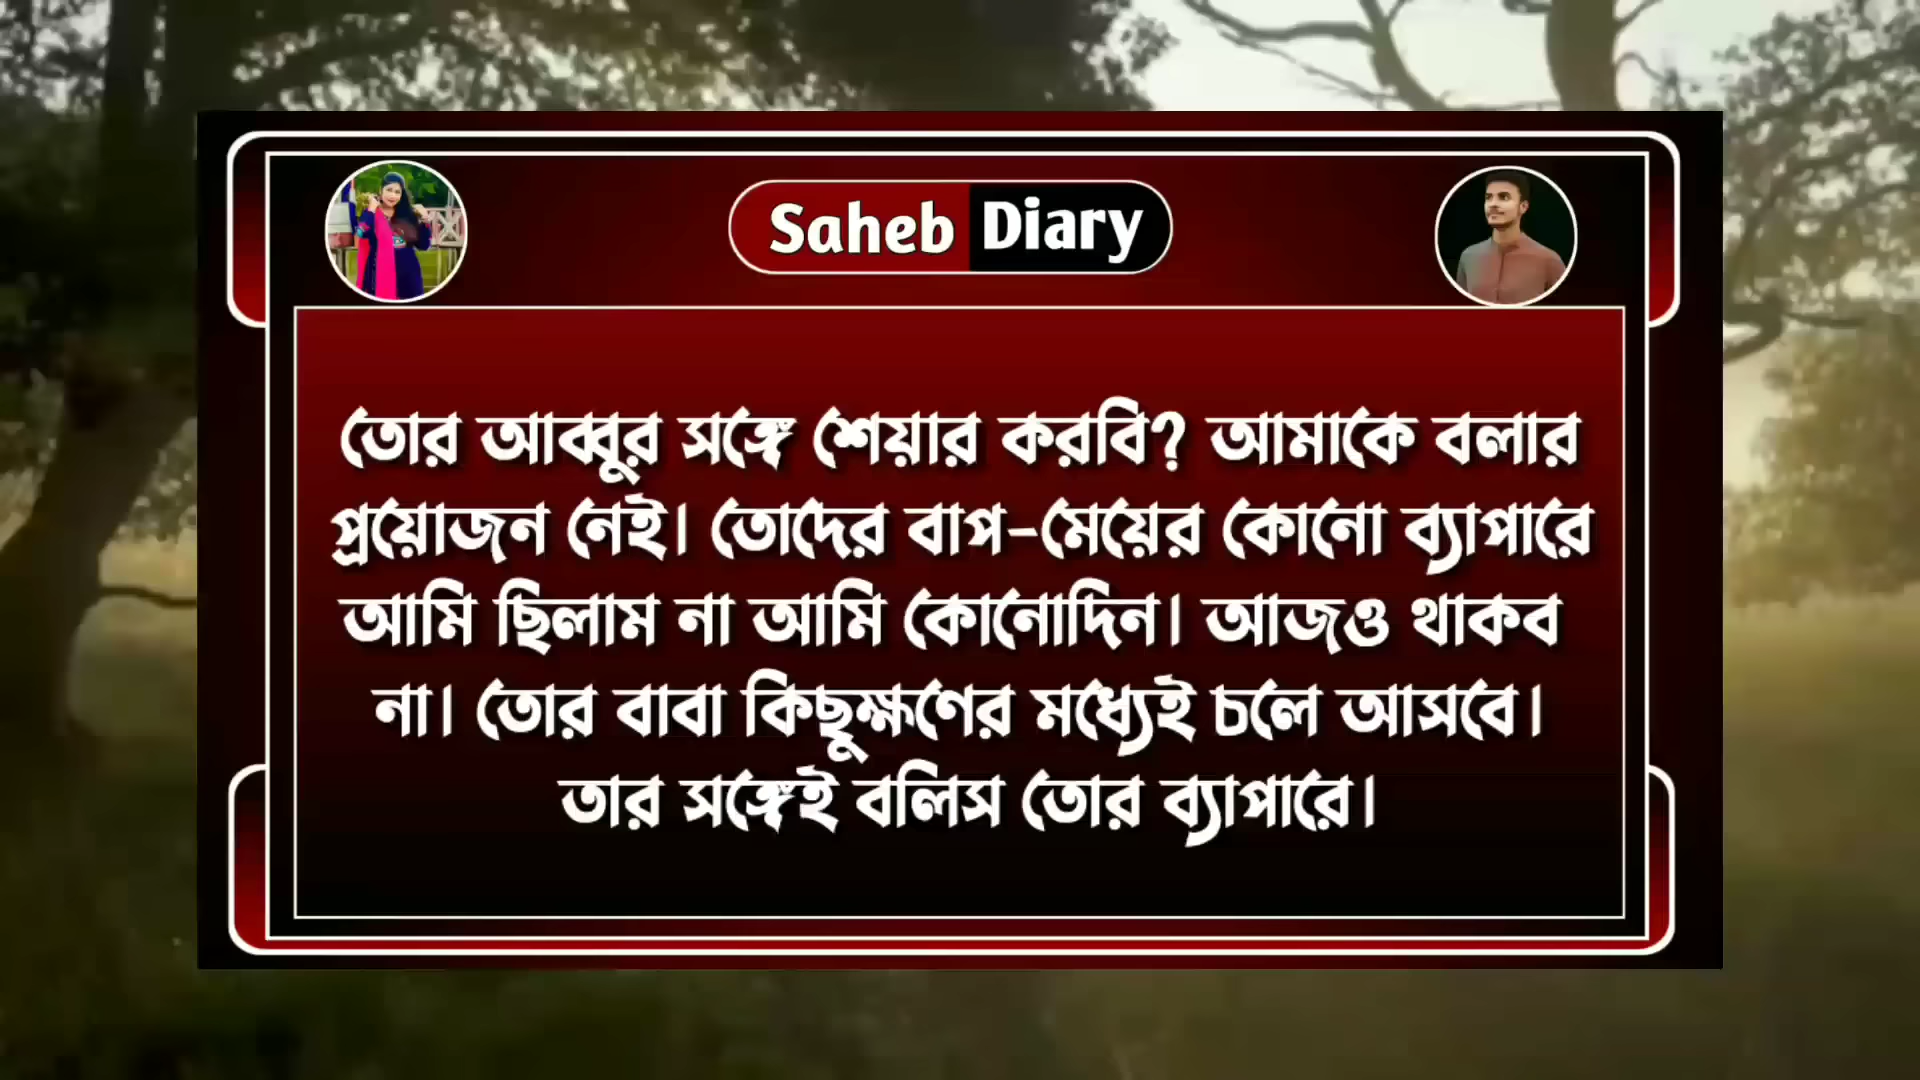 Saheb Diary
তোর আব্বুর সঙ্গে শেয়ার করবি? আমাকে বলার
প্রয়োজন নেই। তোদের বাপ-মেয়ের কোনো ব্যাপারে
আমি ছিলাম না আমি কোনোদিন। আজও থাকব
না। তোর বাবা কিছুক্ষণের মধ্যেই চলে আসবে।
তার সঙ্গেই বলিস তোর ব্যাপারে।